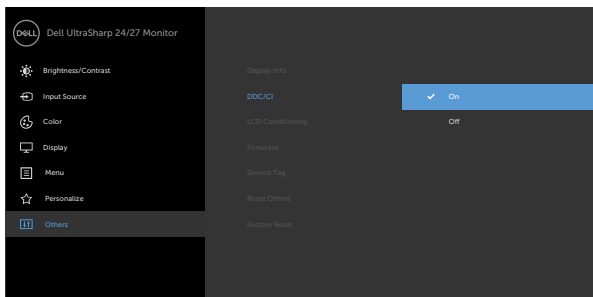 DELL Dell UltraSharp 24/27 Monitor
Brightness/Contrast Display Info
Input Source DDC/CI On
Color LCD Conditioning Off
Display Firmware
Menu Service Tag
Personalize Reset Others
Others Factory Reset